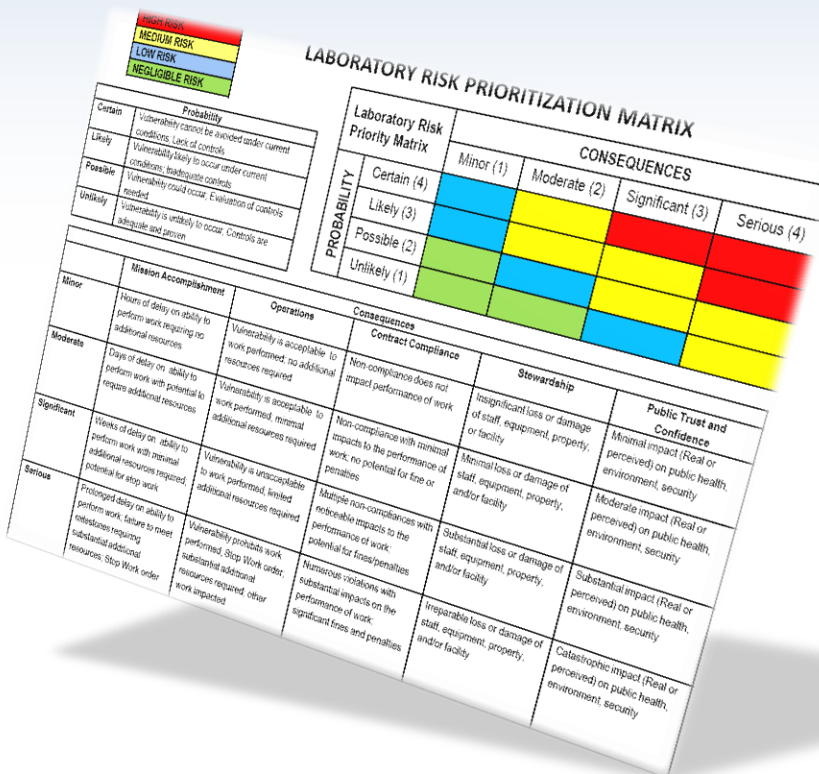 HIGH RISK
MEDIUM RISK
LOW RISK
NEGLIGIBLE RISK
LABORATORY RISK PRIORITIZATION MATRIX
Probability
Certain
Vulnerability cannot be avoided under current
conditions; Lack of controls
Likely
Vulnerability likely to occur under current
conditions; Inadequate controls
Possible
Vulnerability could occur; Evaluation of controls
needed
Unlikely
Vulnerability is unlikely to occur; Controls are
adequate and proven
Laboratory Risk
Priority Matrix
CONSEQUENCES
Minor (1)
Moderate (2)
Significant (3)
Serious (4)
PROBABILITY
Certain (4)
Likely (3)
Possible (2)
Unlikely (1)
Consequences
Mission Accomplishment
Operations
Contract Compliance
Stewardship
Public Trust and
Confidence
Minor
Hours of delay on ability to
perform work requiring no
additional resources
Vulnerability is acceptable to
work performed; no additional
resources required
Non-compliance does not
impact performance of work
Insignificant loss or damage
of staff, equipment, property,
or facility
Minimal impact (Real or
perceived) on public health,
environment, security
Moderate
Days of delay on ability to
perform work with potential to
require additional resources
Vulnerability is acceptable to
work performed, minimal
additional resources required
Non-compliance with minimal
impacts to the performance of
work; no potential for fine or
penalties
Minimal loss or damage of
staff, equipment, property,
and/or facility
Moderate impact (Real or
perceived) on public health,
environment, security
Significant
Weeks of delay on ability to
perform work with minimal
additional resources required;
potential for stop work
Vulnerability is unacceptable
to work performed, limited
additional resources required
Multiple non-compliances with
noticeable impacts to the
performance of work;
potential for fines/penalties
Substantial loss or damage of
staff, equipment, property,
and/or facility
Substantial impact (Real or
perceived) on public health,
environment, security
Serious
Prolonged delay on ability to
perform work; failure to meet
milestones requiring
substantial additional
resources; Stop Work order
Vulnerability prohibits work
performed; Stop Work order;
substantial additional
resources required; other
work impacted
Numerous violations with
substantial impacts on the
performance of work;
significant fines and penalties
Irreparable loss or damage of
staff, equipment, property,
and/or facility
Catastrophic impact (Real or
perceived) on public health,
environment, security